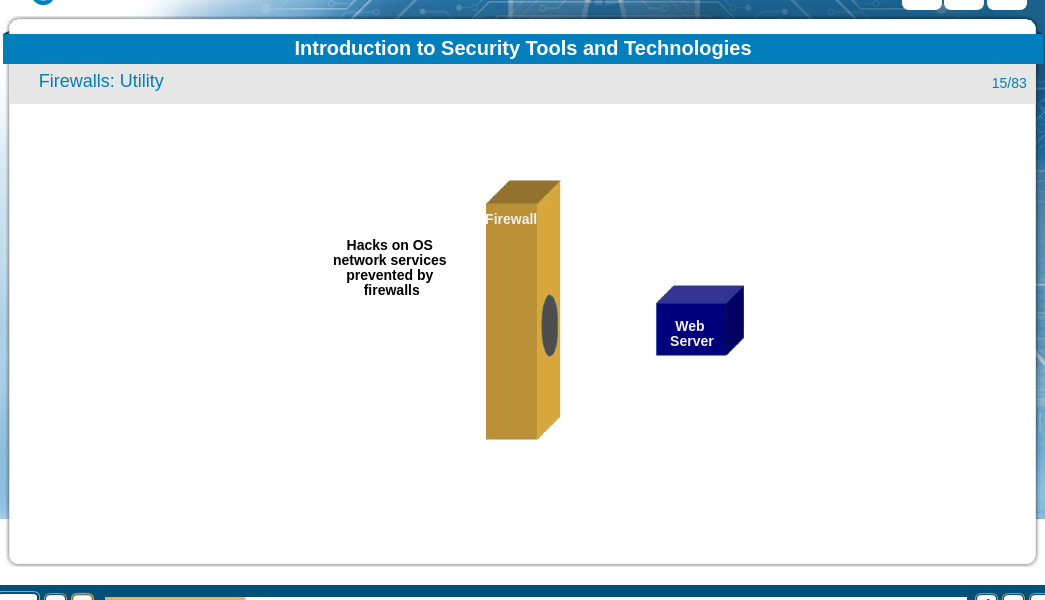 Introduction to Security Tools and Technologies
Firewalls: Utility
15/83
Firewall
Hacks on OS
network services
prevented by
firewalls
Web
Server